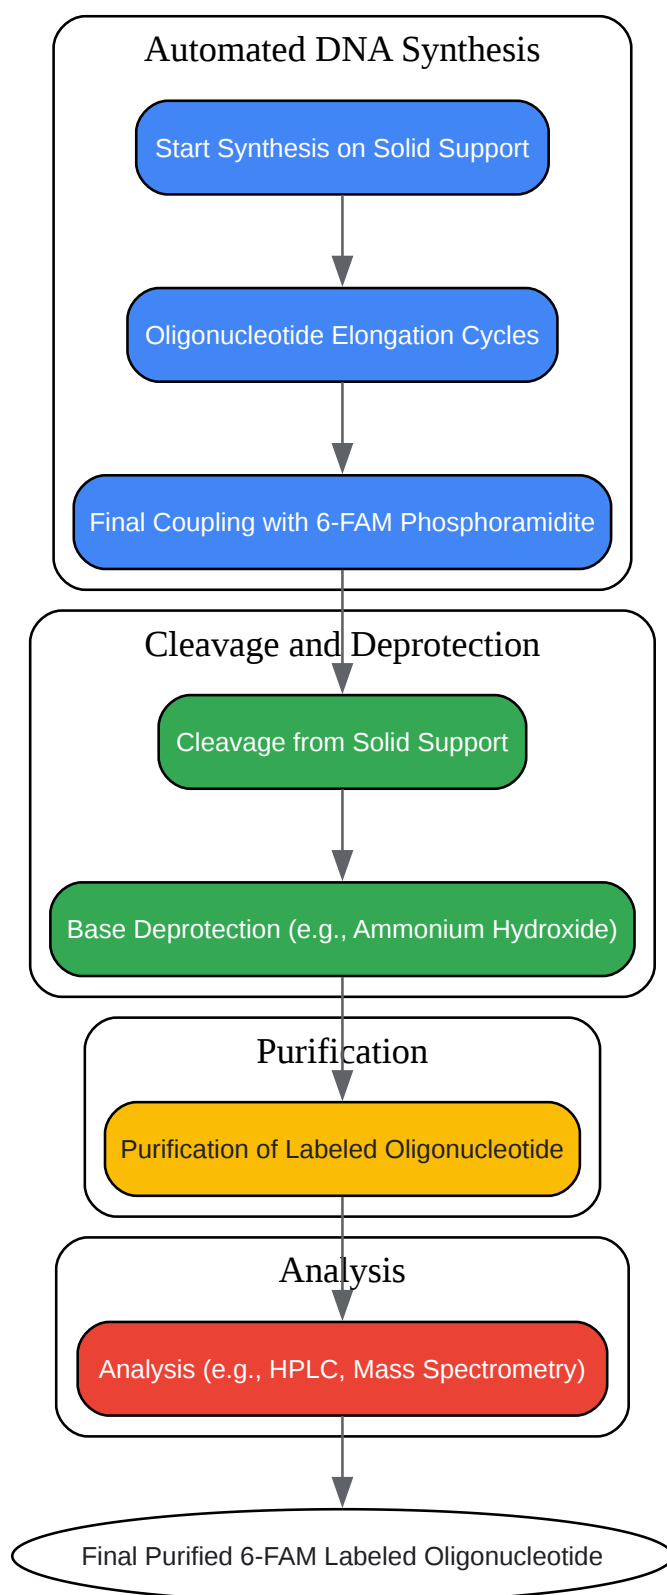 Automated DNA Synthesis
Start Synthesis on Solid Support
Oligonucleotide Elongation Cycles
Final Coupling with 6-FAM Phosphoramidite
Cleavage and Deprotection
Cleavage from Solid Support
Base Deprotection (e.g., Ammonium Hydroxide)
Purification
Purification of Labeled Oligonucleotide
Analysis
Analysis (e.g., HPLC, Mass Spectrometry)
Final Purified 6-FAM Labeled Oligonucleotide